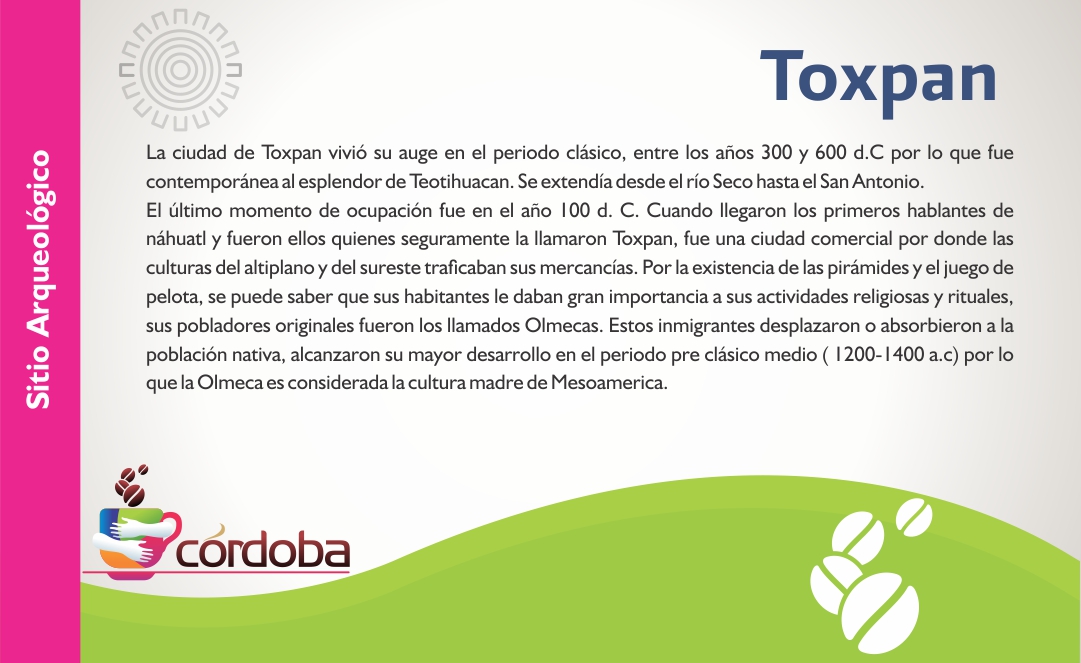 Sitio Arqueológico
Toxpan
La ciudad de Toxpan vivió su auge en el periodo clásico, entre los años 300 y 600 d.C por lo que fue
contemporánea al esplendor de Teotihuacan. Se extendía desde el río Seco hasta el San Antonio.
El último momento de ocupación fue en el año 100 d. C. Cuando llegaron los primeros hablantes de
náhuatl y fueron ellos quienes seguramente la llamaron Toxpan, fue una ciudad comercial por donde las
culturas del altiplano y del sureste traficaban sus mercancías. Por la existencia de las pirámides y el juego de
pelota, se puede saber que sus habitantes le daban gran importancia a sus actividades religiosas y rituales,
sus pobladores originales fueron los llamados Olmecas. Estos inmigrantes desplazaron o absorbieron a la
población nativa, alcanzaron su mayor desarrollo en el periodo pre clásico medio ( 1200-1400 a.c) por lo
que la Olmeca es considerada la cultura madre de Mesoamerica.
córdoba